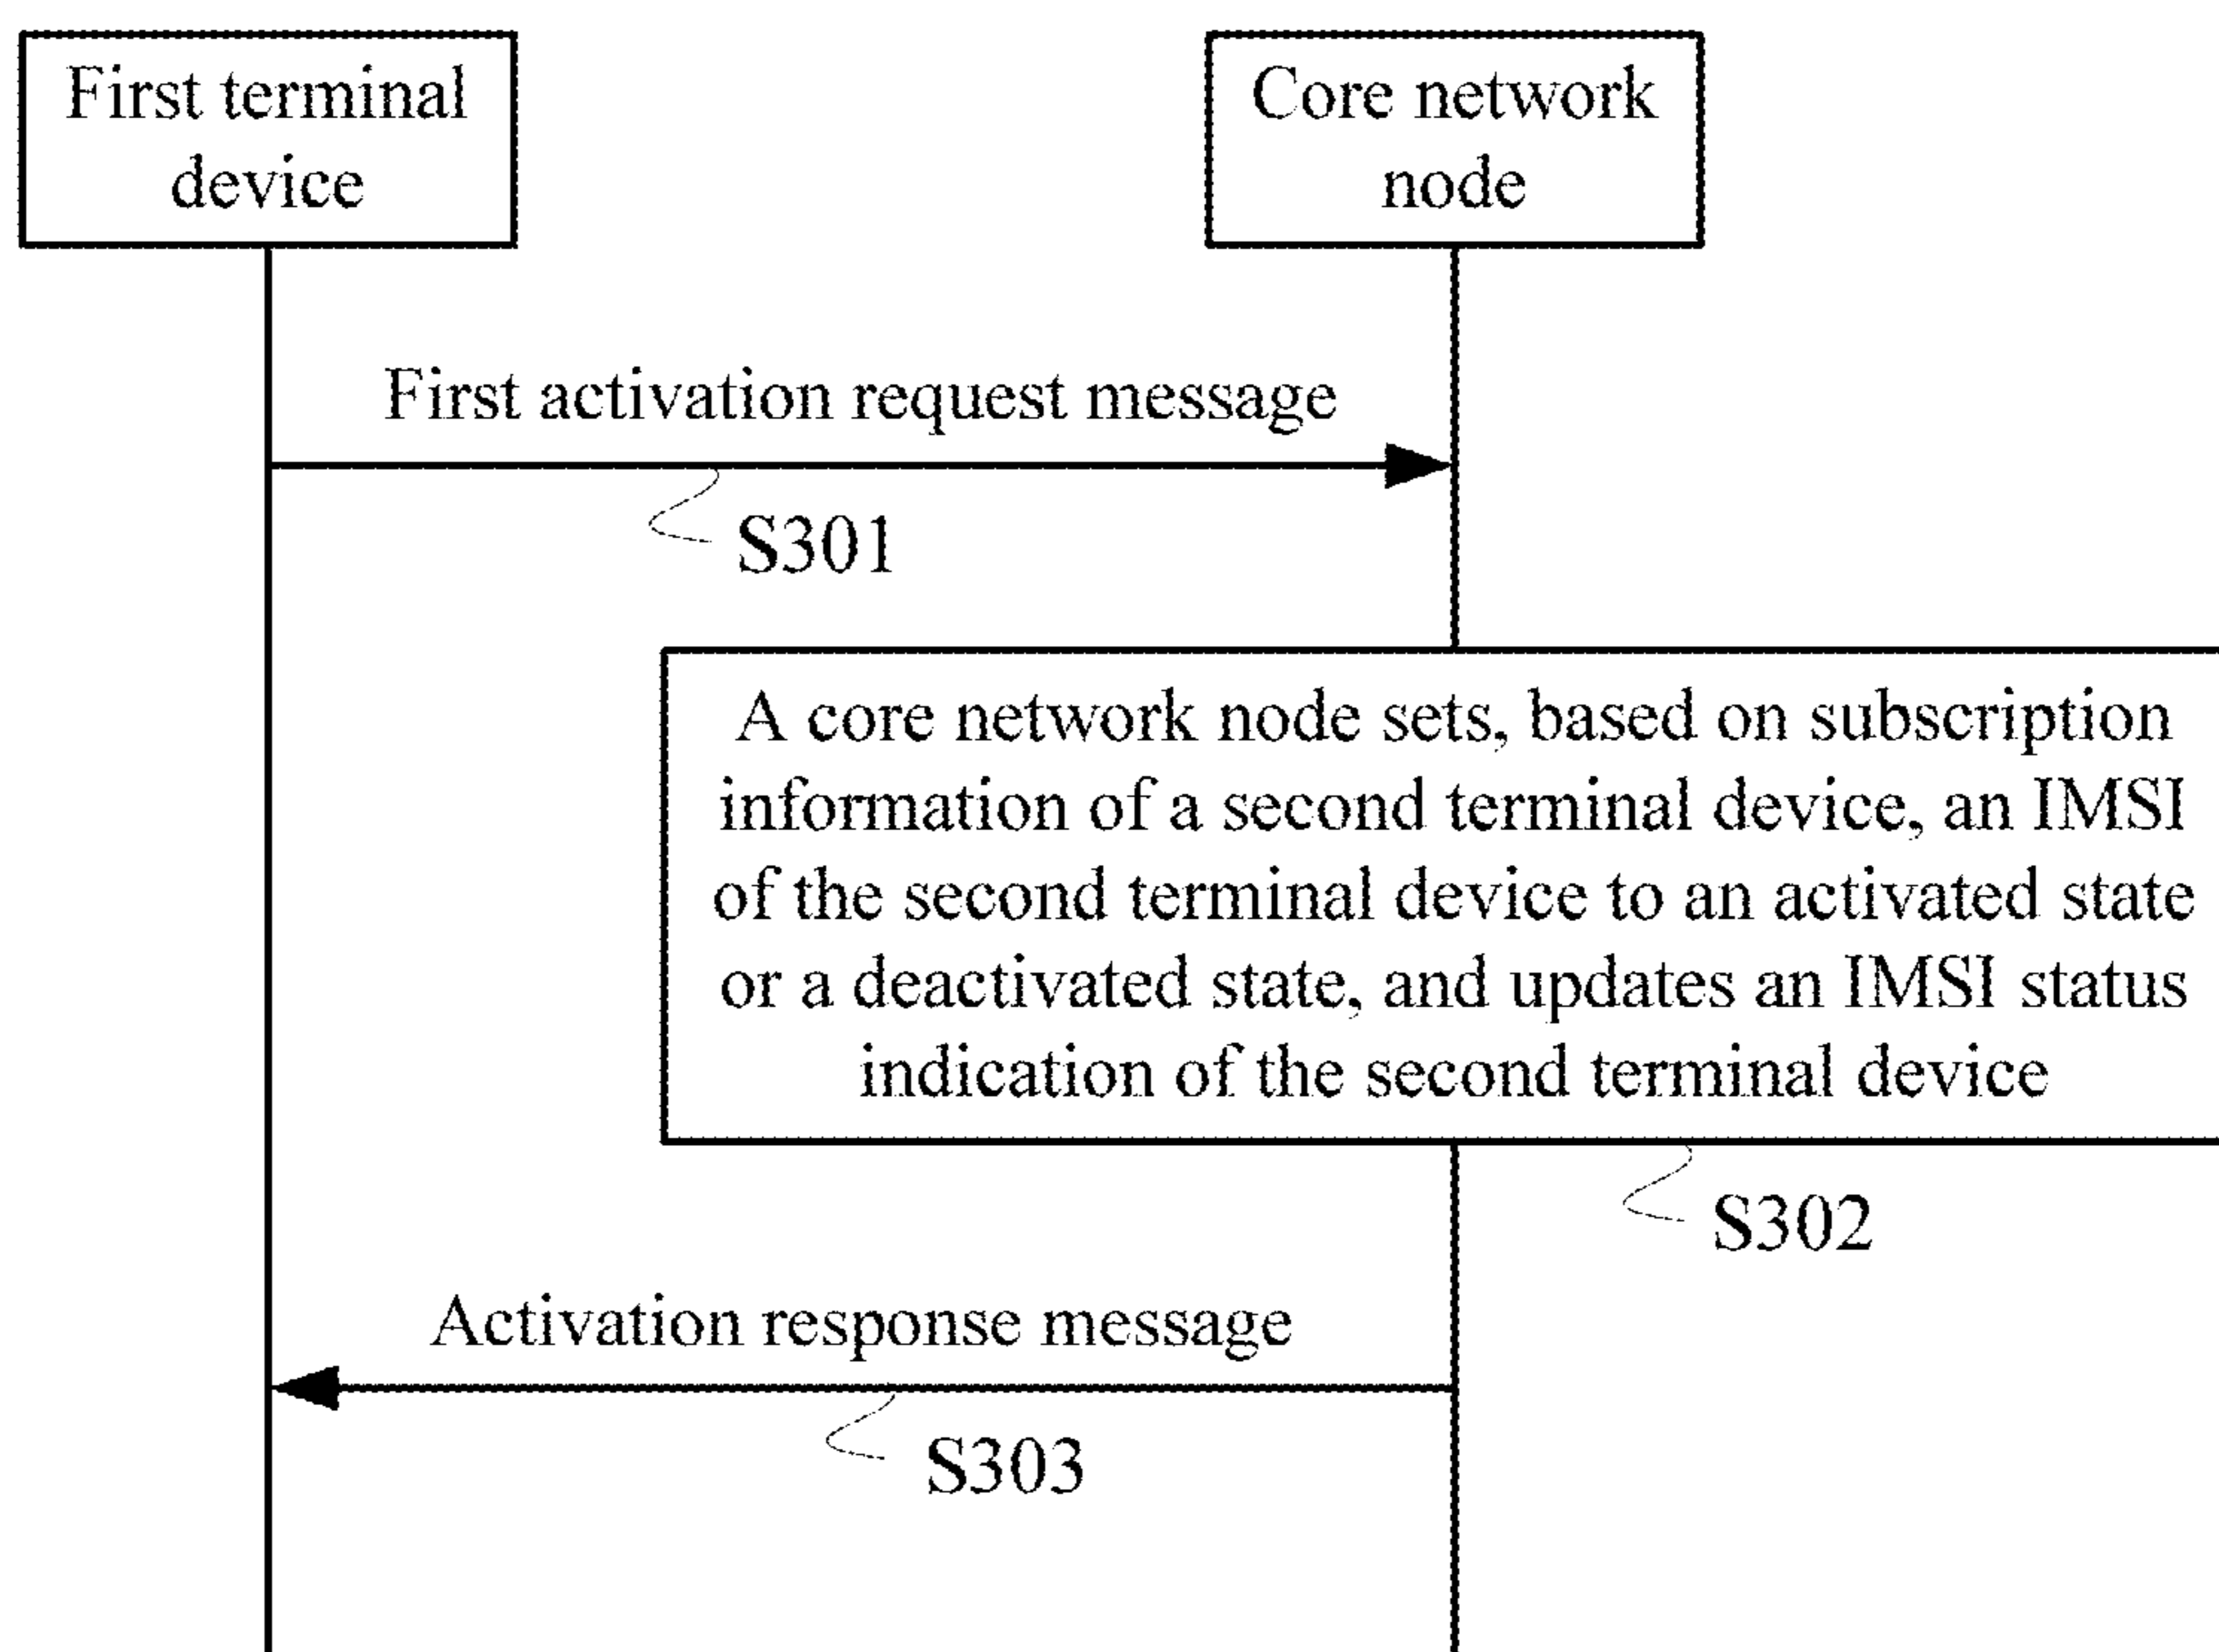 First terminal
device
Core network
node
First activation request message
S301
A core network node sets, based on subscription
information of a second terminal device, an IMSI
of the second terminal device to an activated state
or a deactivated state, and updates an IMSI status
indication of the second terminal device
S302
Activation response message
S303